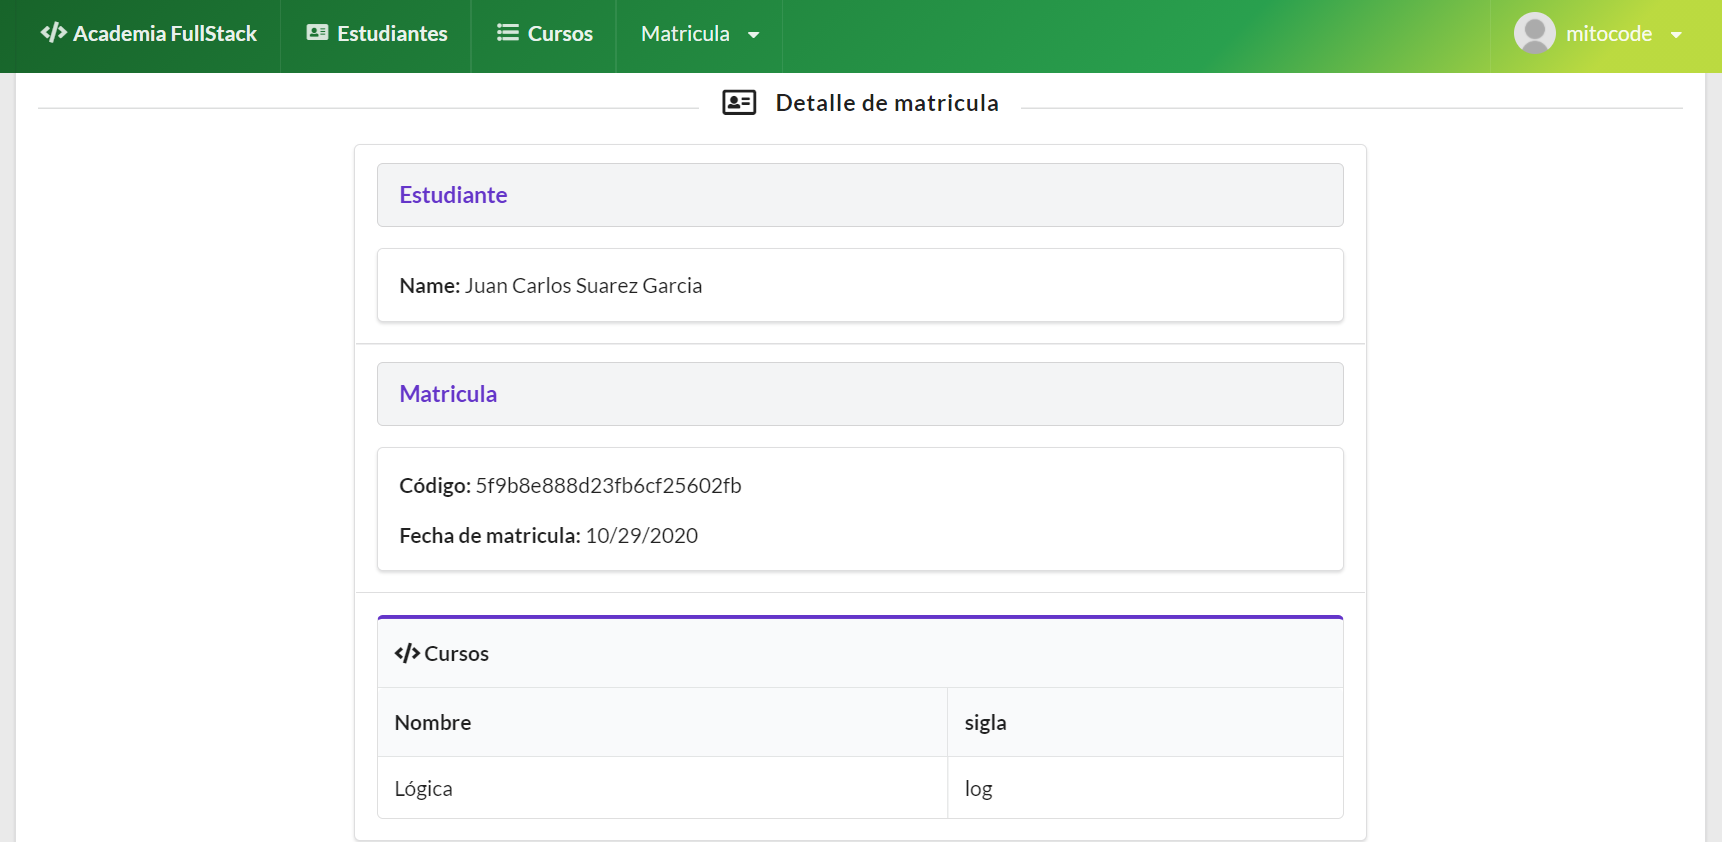 Academia FullStack Estudiantes Cursos Matricula mitocode
Detalle de matricula
Estudiante
Name: Juan Carlos Suarez Garcia
Matricula
Código: 5f9b8e888d23fb6cf25602fb
Fecha de matricula: 10/29/2020
Cursos
Nombre sigla
Lógica log